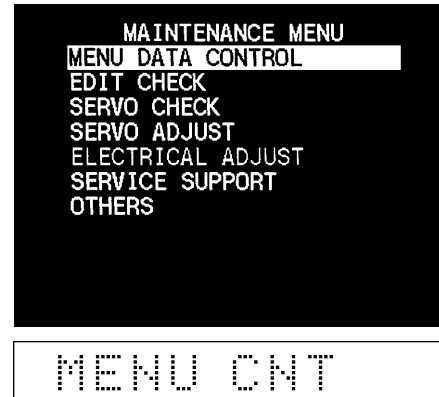 MAINTENANCE MENU
MENU DATA CONTROL
EDIT CHECK
SERVO CHECK
SERVO ADJUST
ELECTRICAL ADJUST
SERVICE SUPPORT
OTHERS
MENU CNT